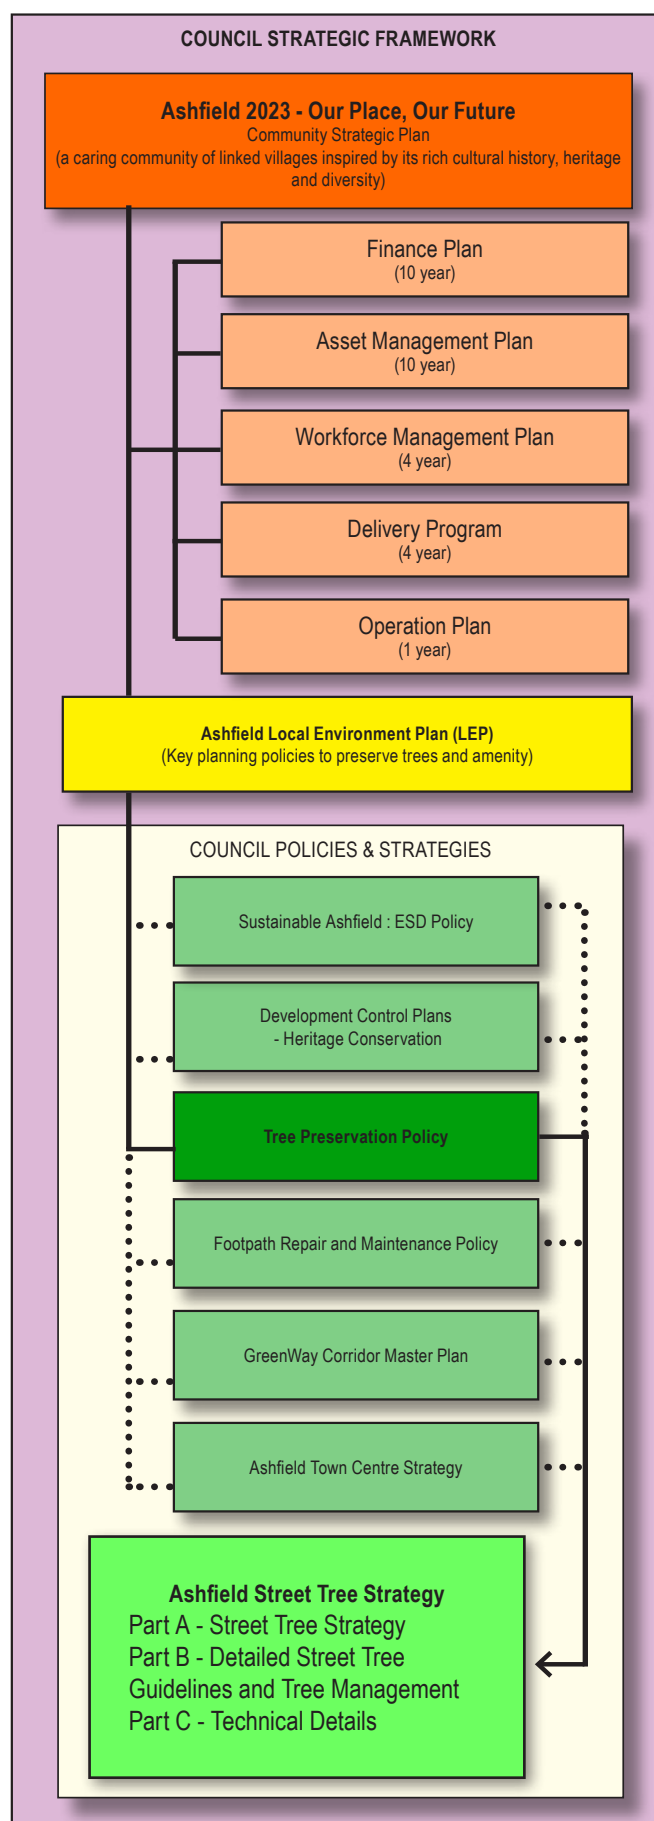 COUNCIL STRATEGIC FRAMEWORK
Ashfield 2023 - Our Place, Our Future
Community Strategic Plan
(a caring community of linked villages inspired by its rich cultural history, heritage
and diversity)
Finance Plan
(10 year)
Asset Management Plan
(10 year)
Workforce Management Plan
(4 year)
Delivery Program
(4 year)
Operation Plan
(1 year)
Ashfield Local Environment Plan (LEP)
(Key planning policies to preserve trees and amenity)
COUNCIL POLICIES & STRATEGIES
Sustainable Ashfield : ESD Policy
Development Control Plans
- Heritage Conservation
Tree Preservation Policy
Footpath Repair and Maintenance Policy
GreenWay Corridor Master Plan
Ashfield Town Centre Strategy
Ashfield Street Tree Strategy
Part A - Street Tree Strategy
Part B - Detailed Street Tree
Guidelines and Tree Management
Part C - Technical Details